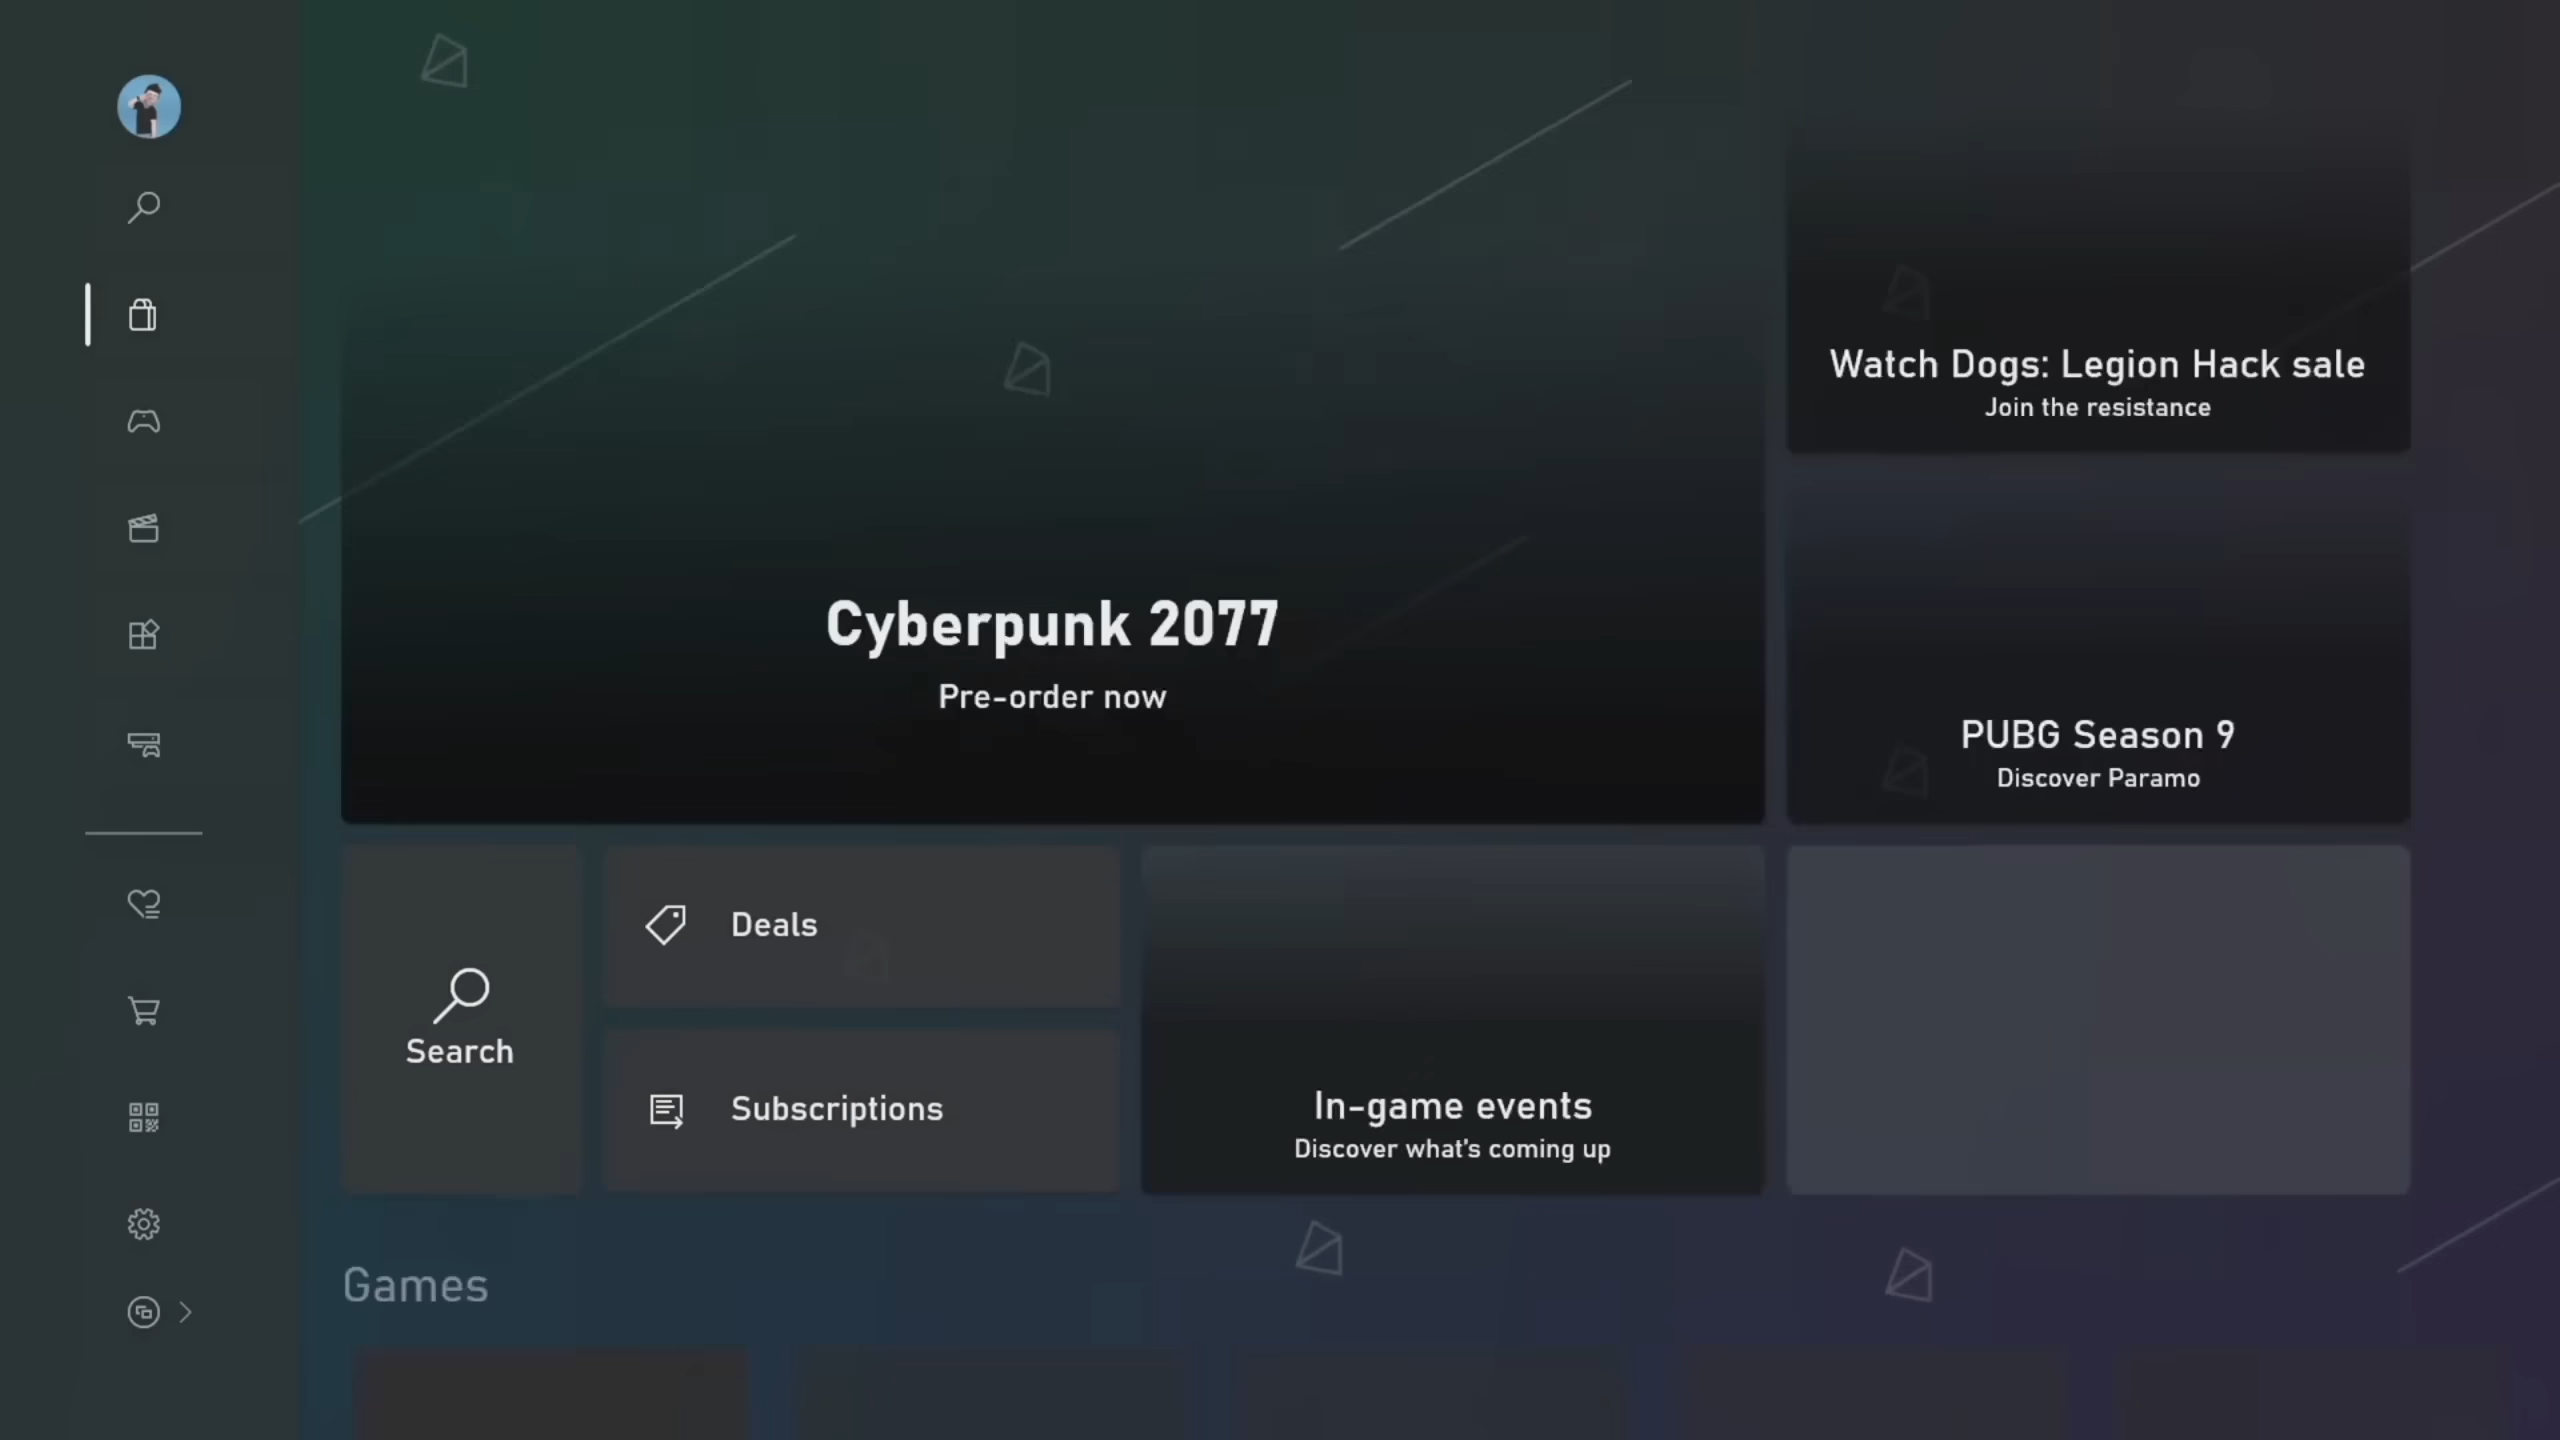 Cyberpunk 2077
Pre-order now
Watch Dogs: Legion Hack sale
Join the resistance
PUBG Season 9
Discover Paramo
Search
Deals
Subscriptions
In-game events
Discover what's coming up
Games